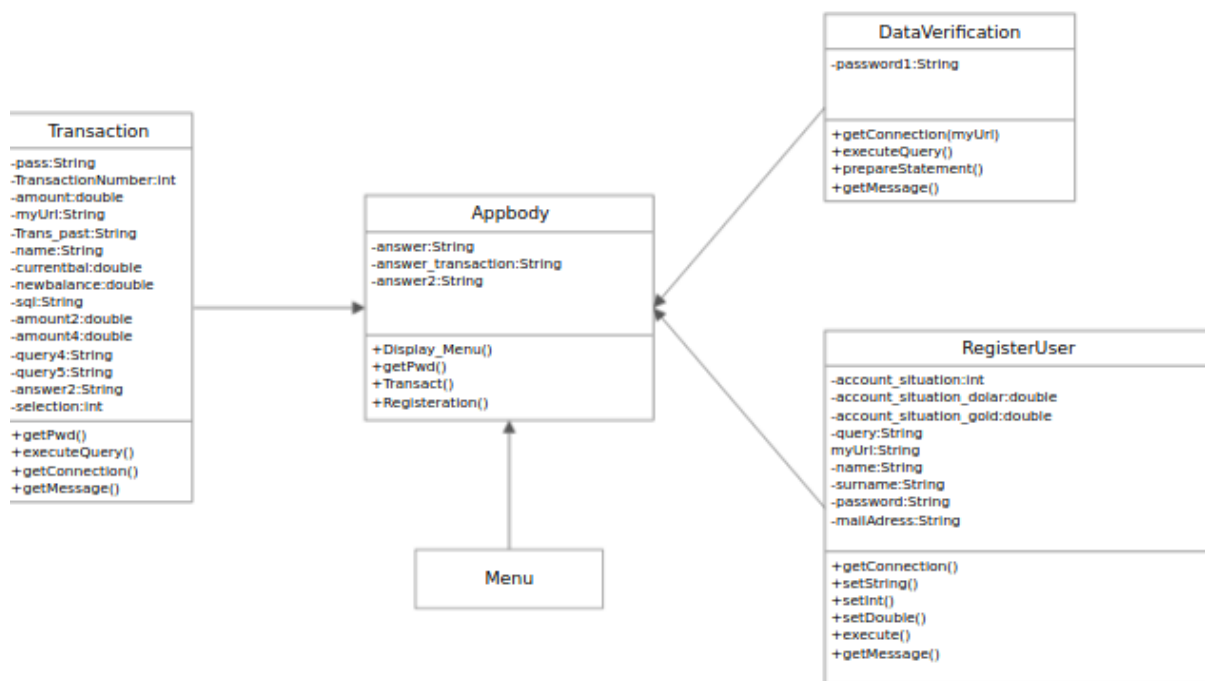 DataVerification
-password1:String
+getConnection(myUrl)
+executeQuery()
+prepareStatement()
+getMessage()
Transaction
-pass:String
-TransactionNumber:int
-amount:double
-myUrl:String
-Trans_past:String
-name:String
-currentbal:double
-newbalance:double
-sql:String
-amount2:double
-amount4:double
-query4:String
-query5:String
-answer2:String
-selection:int
+getPwd()
+executeQuery()
+getConnection()
+getMessage()
Appbody
-answer:String
-answer_transaction:String
-answer2:String
+Display_Menu()
+getPwd()
+Transact()
+Registeration()
Menu
RegisterUser
-account_situation:int
-account_situation_dolar:double
-account_situation_gold:double
-query:String
myUrl:String
-name:String
-surname:String
-password:String
-mailAdress:String
+getConnection()
+setString()
+setInt()
+setDouble()
+execute()
+getMessage()